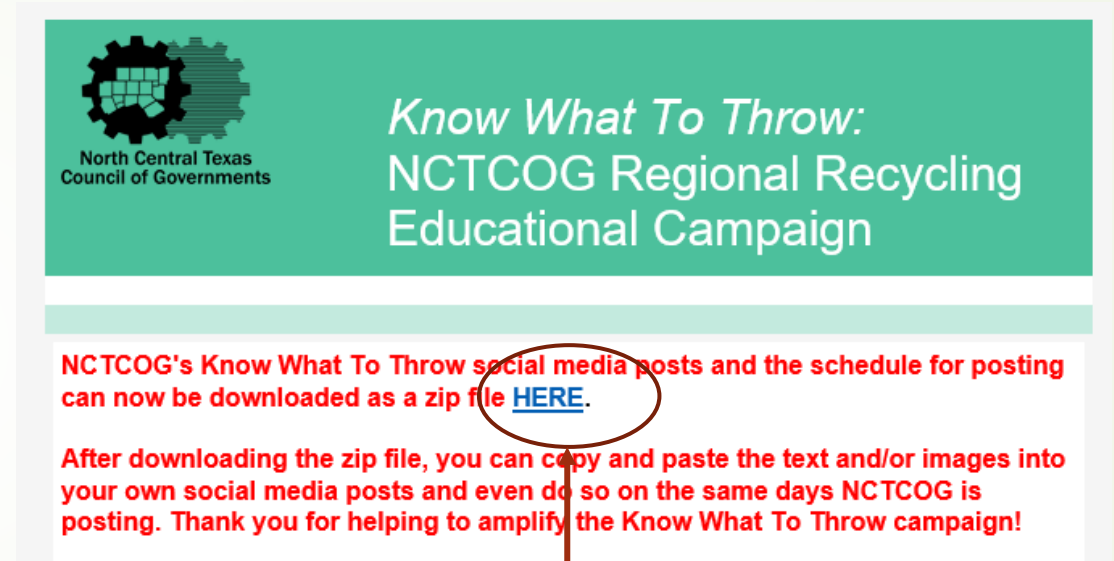 North Central Texas
Council of Governments
Know What To Throw:
NCTCOG Regional Recycling
Educational Campaign
NCTCOG's Know What To Throw social media posts and the schedule for posting
can now be downloaded as a zip file HERE.
After downloading the zip file, you can copy and paste the text and/or images into
your own social media posts and even do so on the same days NCTCOG is
posting. Thank you for helping to amplify the Know What To Throw campaign!